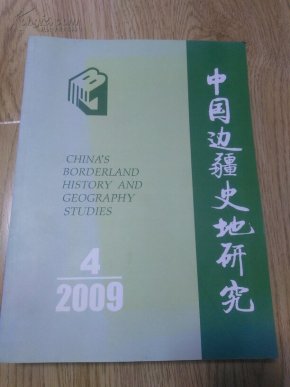 中国边疆史地研究
CHINA'S
BORDERLAND
HISTORY AND
GEOGRAPHY
STUDIES
4
2009